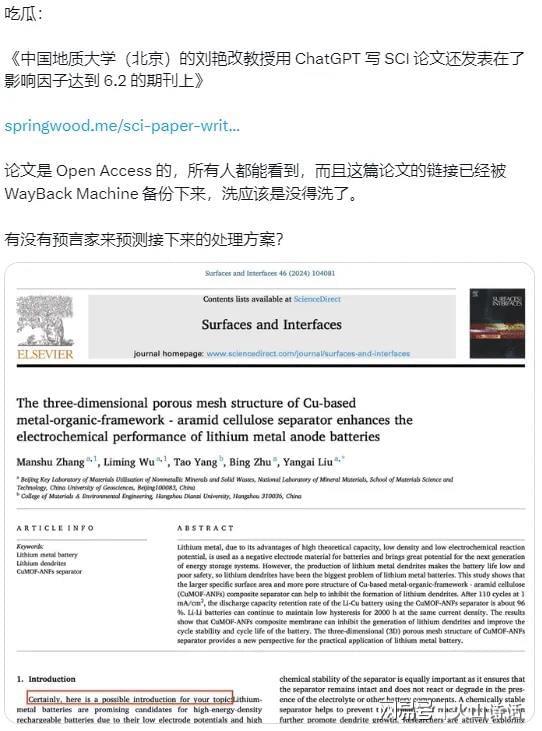 吃瓜：
《中国地质大学（北京）的刘艳改教授用 ChatGPT 写 SCI 论文还发表在了
影响因子达到 6.2 的期刊上》
springwood.me/sci-paper-writ...
论文是 Open Access 的，所有人都能看到，而且这篇论文的链接已经被
WayBack Machine 备份下来，洗应该是没得洗了。
有没有预言家来预测接下来的处理方案？
Surfaces and Interfaces 46 (2024) 104081
Contents lists available at ScienceDirect
Surfaces and Interfaces
journal homepage: www.sciencedirect.com/journal/surfaces-and-interfaces
ELSEVIER
SURFACES AND
INTERFACES
The three-dimensional porous mesh structure of Cu-based
metal-organic-framework - aramid cellulose separator enhances the
electrochemical performance of lithium metal anode batteries
Manshu Zhang a,1, Liming Wu a,1, Tao Yang b, Bing Zhu a, Yangai Liu a,*
a Beijing Key Laboratory of Materials Utilization of Nonmetallic Minerals and Solid Wastes, National Laboratory of Mineral Materials, School of Materials Science and
Technology, China University of Geosciences, Beijing100083, China
b College of Materials & Environmental Engineering, Hangzhou Dianzi University, Hangzhou 310036, China
ARTICLE INFO
Keywords:
Lithium metal battery
Lithium dendrites
CuMOF-ANFs separator
ABSTRACT
Lithium metal, due to its advantages of high theoretical capacity, low density and low electrochemical reaction
potential, is used as a negative electrode material for batteries and brings great potential for the next generation
of energy storage systems. However, the production of lithium metal dendrites makes the battery life low and
poor safety, so lithium dendrites have been the biggest problem of lithium metal batteries. This study shows that
the larger specific surface area and more pore structure of Cu-based metal-organic-framework - aramid cellulose
(CuMOF-ANFs) composite separator can help to inhibit the formation of lithium dendrites. After 110 cycles at 1
mA/cm², the discharge capacity retention rate of the Li-Cu battery using the CuMOF-ANFs separator is about 96
%. Li-Li batteries can continue to maintain low hysteresis for 2000 h at the same current density. The results
show that CuMOF-ANFs composite membrane can inhibit the generation of lithium dendrites and improve the
cycle stability and cycle life of the battery. The three-dimensional (3D) porous mesh structure of CuMOF-ANFs
separator provides a new perspective for the practical application of lithium metal battery.
1. Introduction
Certainly, here is a possible introduction for your topic:Lithium-
metal batteries are promising candidates for high-energy-density
rechargeable batteries due to their low electrode potentials and high
chemical stability of the separator is equally important as it ensures that
the separator remains intact and does not react or degrade in the pres-
ence of the electrolyte or other battery components. A chemically stable
separator helps to prevent the
further promote dendrite growth. Researchers are actively exploring